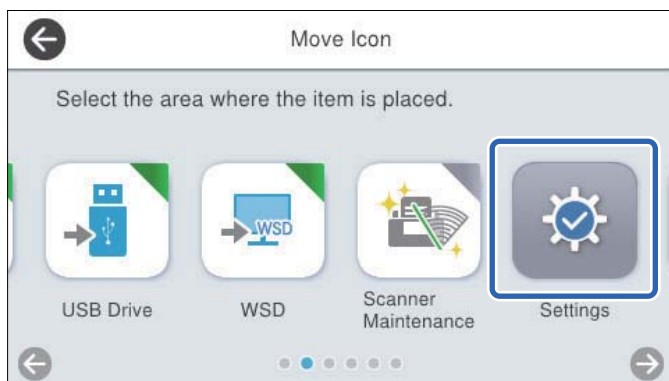 Move Icon
Select the area where the item is placed.
WSD
USB Drive
WSD
Scanner
Maintenance
Settings